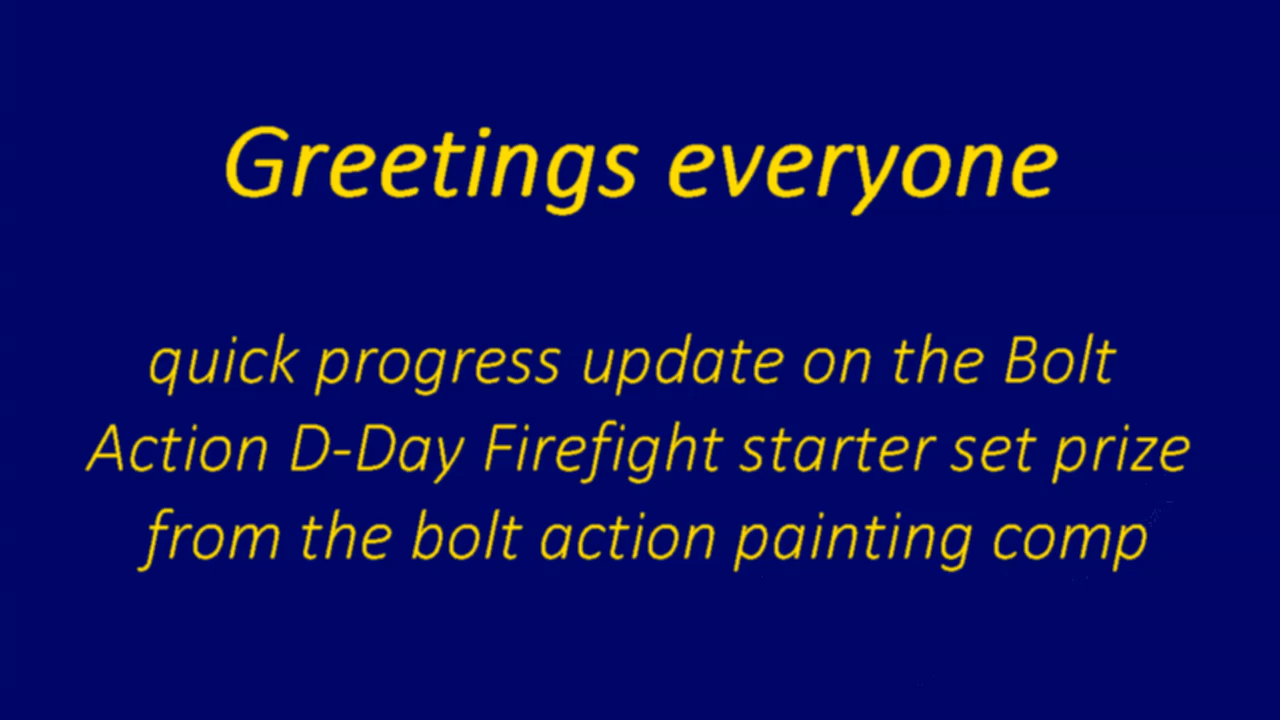 Greetings everyone
quick progress update on the Bolt
Action D-Day Firefight starter set prize
from the bolt action painting comp